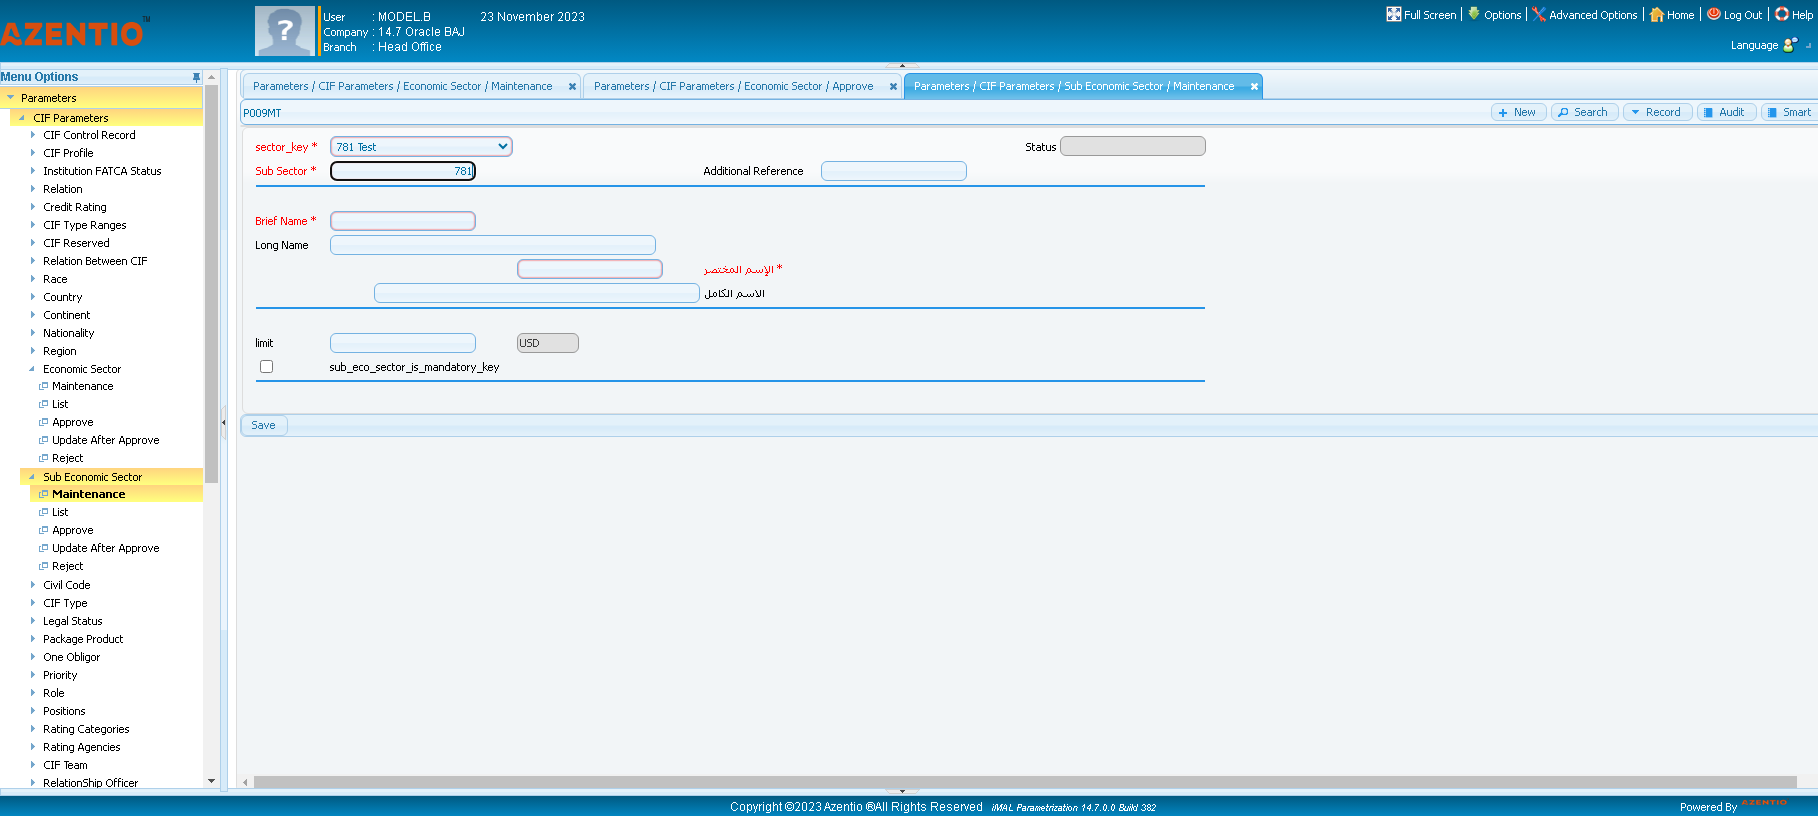 AZENTIO™
User : MODEL.B 23 November 2023
Company : 14.7 Oracle BAJ
Branch : Head Office
Full Screen | Options | Advanced Options | Home | Log Out | Help
Language
Menu Options
Parameters
CIF Parameters
CIF Control Record
CIF Profile
Institution FATCA Status
Relation
Credit Rating
CIF Type Ranges
CIF Reserved
Relation Between CIF
Race
Country
Continent
Nationality
Region
Economic Sector
Maintenance
List
Approve
Update After Approve
Reject
Sub Economic Sector
Maintenance
List
Approve
Update After Approve
Reject
Civil Code
CIF Type
Legal Status
Package Product
One Obligor
Priority
Role
Positions
Rating Categories
Rating Agencies
CIF Team
RelationShip Officer
Parameters / CIF Parameters / Economic Sector / Maintenance
Parameters / CIF Parameters / Economic Sector / Approve
Parameters / CIF Parameters / Sub Economic Sector / Maintenance
P009MT
New
Search
Record
Audit
Smart
sector_key * 781 Test Status
Sub Sector * 781 Additional Reference
Brief Name *
Long Name
الإسم المختصر *
الاسم الكامل
limit USD
sub_eco_sector_is_mandatory_key
Save
Copyright ©2023 Azentio ®All Rights Reserved iMAL Parametrization 14.7.0.0 Build 382
Powered By AZENTIO